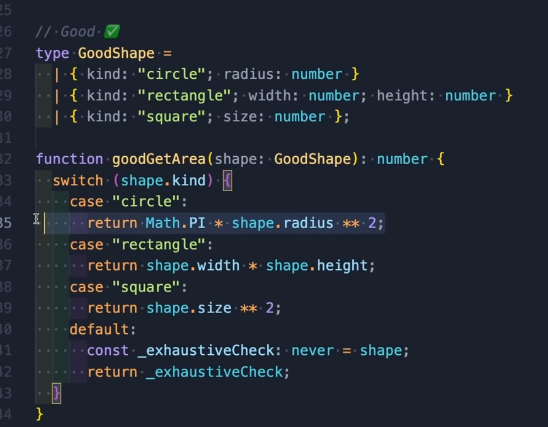 25
26 // Good ✅
27 type GoodShape =
28 | { kind: "circle"; radius: number }
29 | { kind: "rectangle"; width: number; height: number }
30 | { kind: "square"; size: number };
31
32 function goodGetArea(shape: GoodShape): number {
33 switch (shape.kind) {
34 case "circle":
35 return Math.PI * shape.radius ** 2;
36 case "rectangle":
37 return shape.width * shape.height;
38 case "square":
39 return shape.size ** 2;
40 default:
41 const _exhaustiveCheck: never = shape;
42 return _exhaustiveCheck;
43 }
44 }